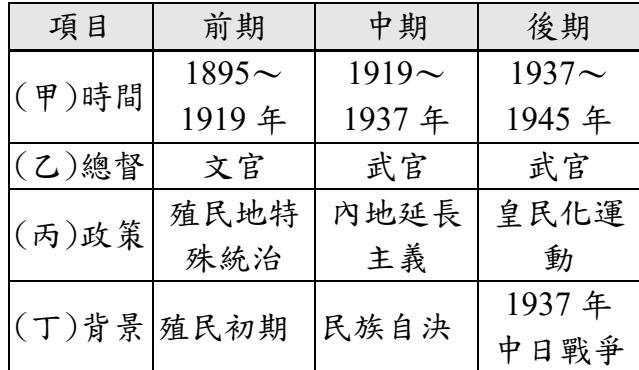 項目 前期 中期 後期
(甲)時間 1895～ 1919～ 1937～
1919 年 1937 年 1945 年
(乙)總督 文官 武官 武官
(丙)政策 殖民地特 內地延長 皇民化運
殊統治 主義 動
(丁)背景 殖民初期 民族自決 1937 年
中日戰爭